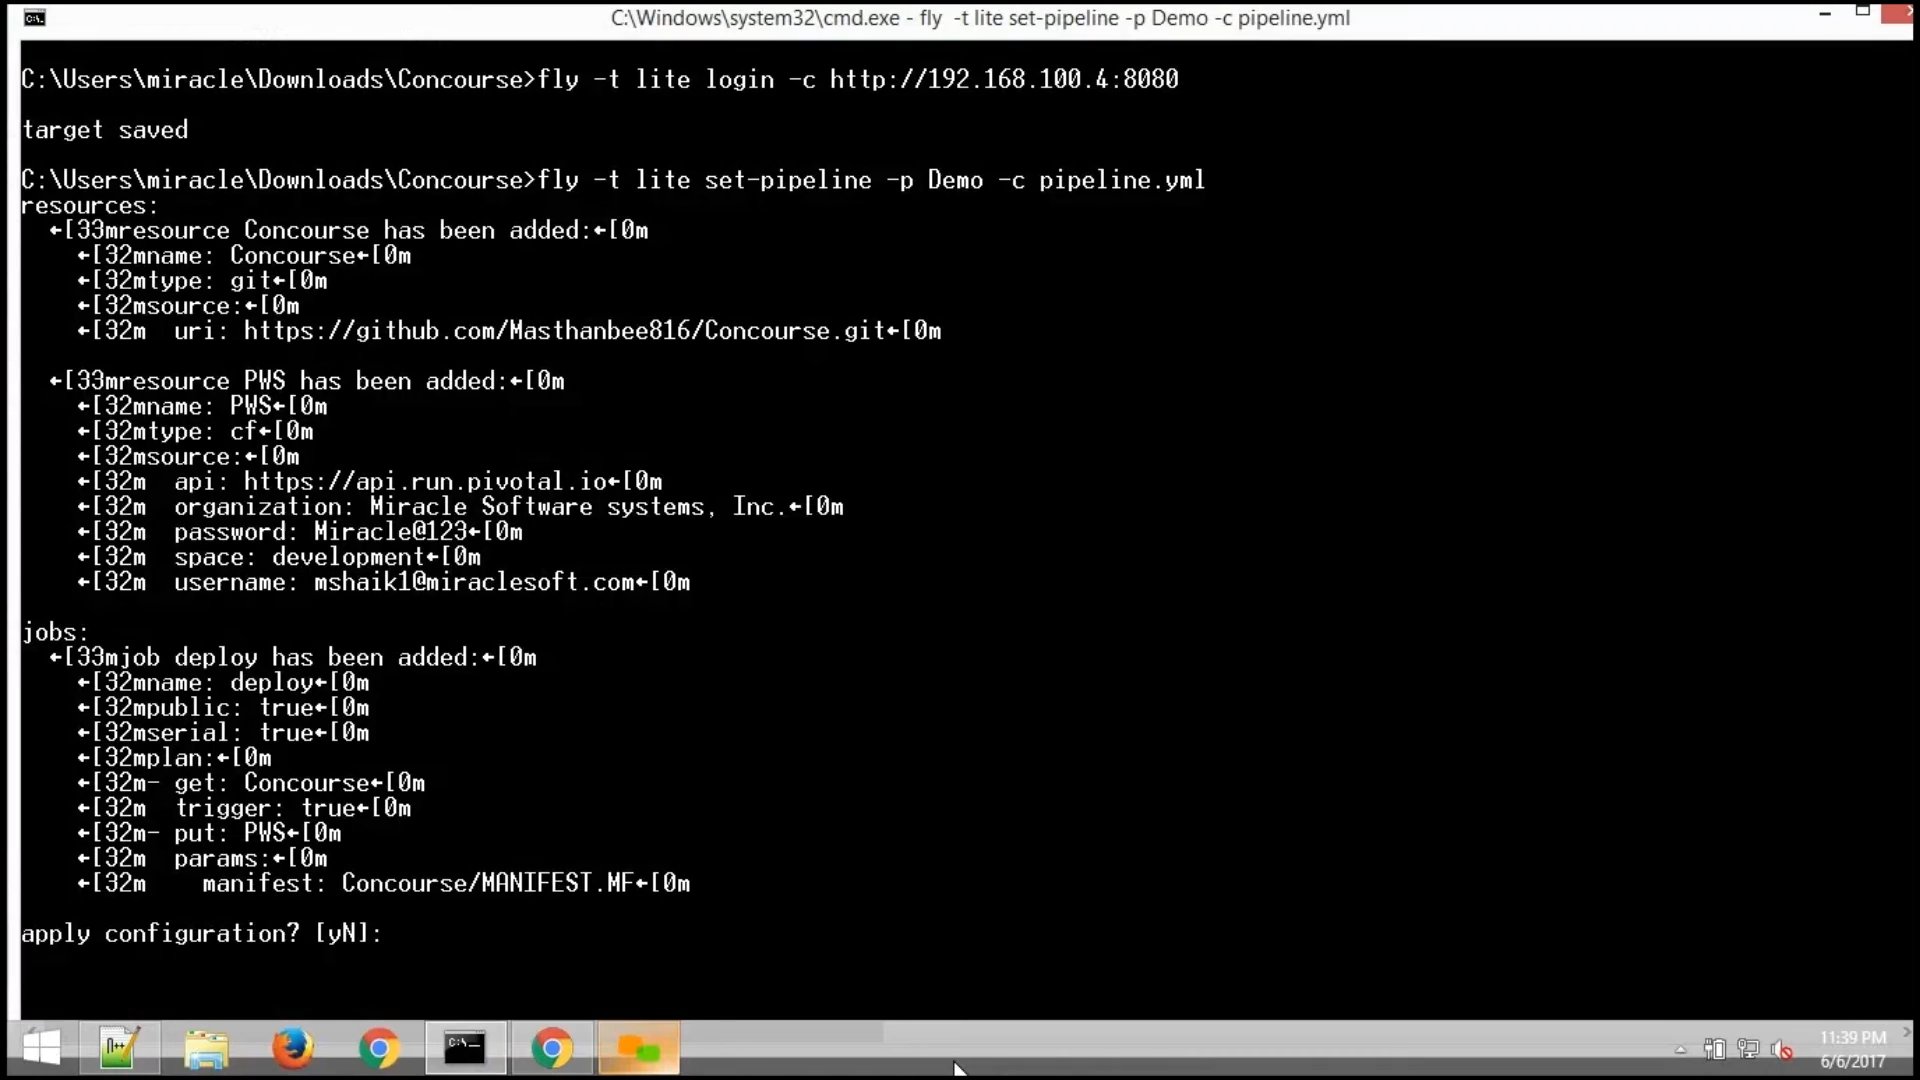 C:\Windows\system32\cmd.exe - fly  -t lite set-pipeline -p Demo -c pipeline.yml
C:\Users\miracle\Downloads\Concourse>fly -t lite login -c http://192.168.100.4:8080
target saved
C:\Users\miracle\Downloads\Concourse>fly -t lite set-pipeline -p Demo -c pipeline.yml
resources:
  ←[33mresource Concourse has been added:←[0m
    ←[32mname: Concourse←[0m
    ←[32mtype: git←[0m
    ←[32msource:←[0m
    ←[32m  uri: https://github.com/Masthanbee816/Concourse.git←[0m
  ←[33mresource PWS has been added:←[0m
    ←[32mname: PWS←[0m
    ←[32mtype: cf←[0m
    ←[32msource:←[0m
    ←[32m  api: https://api.run.pivotal.io←[0m
    ←[32m  organization: Miracle Software systems, Inc.←[0m
    ←[32m  password: Miracle@123←[0m
    ←[32m  space: development←[0m
    ←[32m  username: mshaik1@miraclesoft.com←[0m
jobs:
  ←[33mjob deploy has been added:←[0m
    ←[32mname: deploy←[0m
    ←[32mpublic: true←[0m
    ←[32mserial: true←[0m
    ←[32mplan:←[0m
    ←[32m- get: Concourse←[0m
    ←[32m  trigger: true←[0m
    ←[32m- put: PWS←[0m
    ←[32m  params:←[0m
    ←[32m    manifest: Concourse/MANIFEST.MF←[0m
apply configuration? [yN]:
11:39 PM
6/6/2017